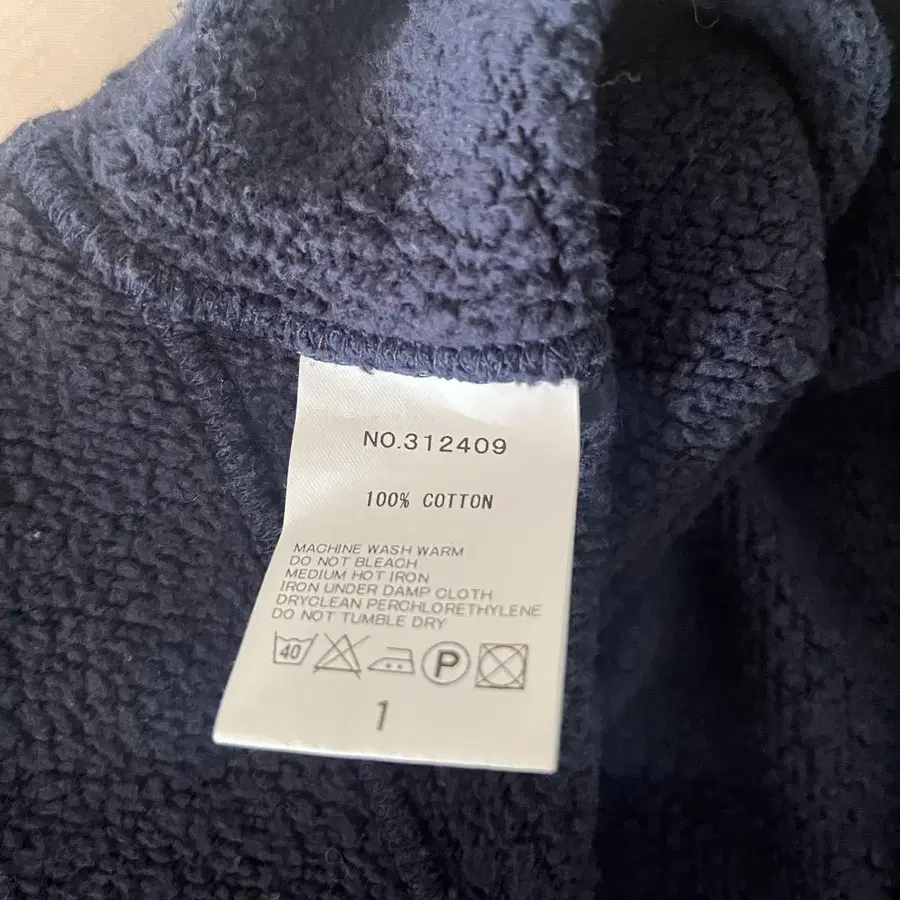 NO.312409
100% COTTON
MACHINE WASH WARM
DO NOT BLEACH
MEDIUM HOT IRON
IRON UNDER DAMP CLOTH
DRYCLEAN PERCHLORETHYLENE
DO NOT TUMBLE DRY
40 P
1